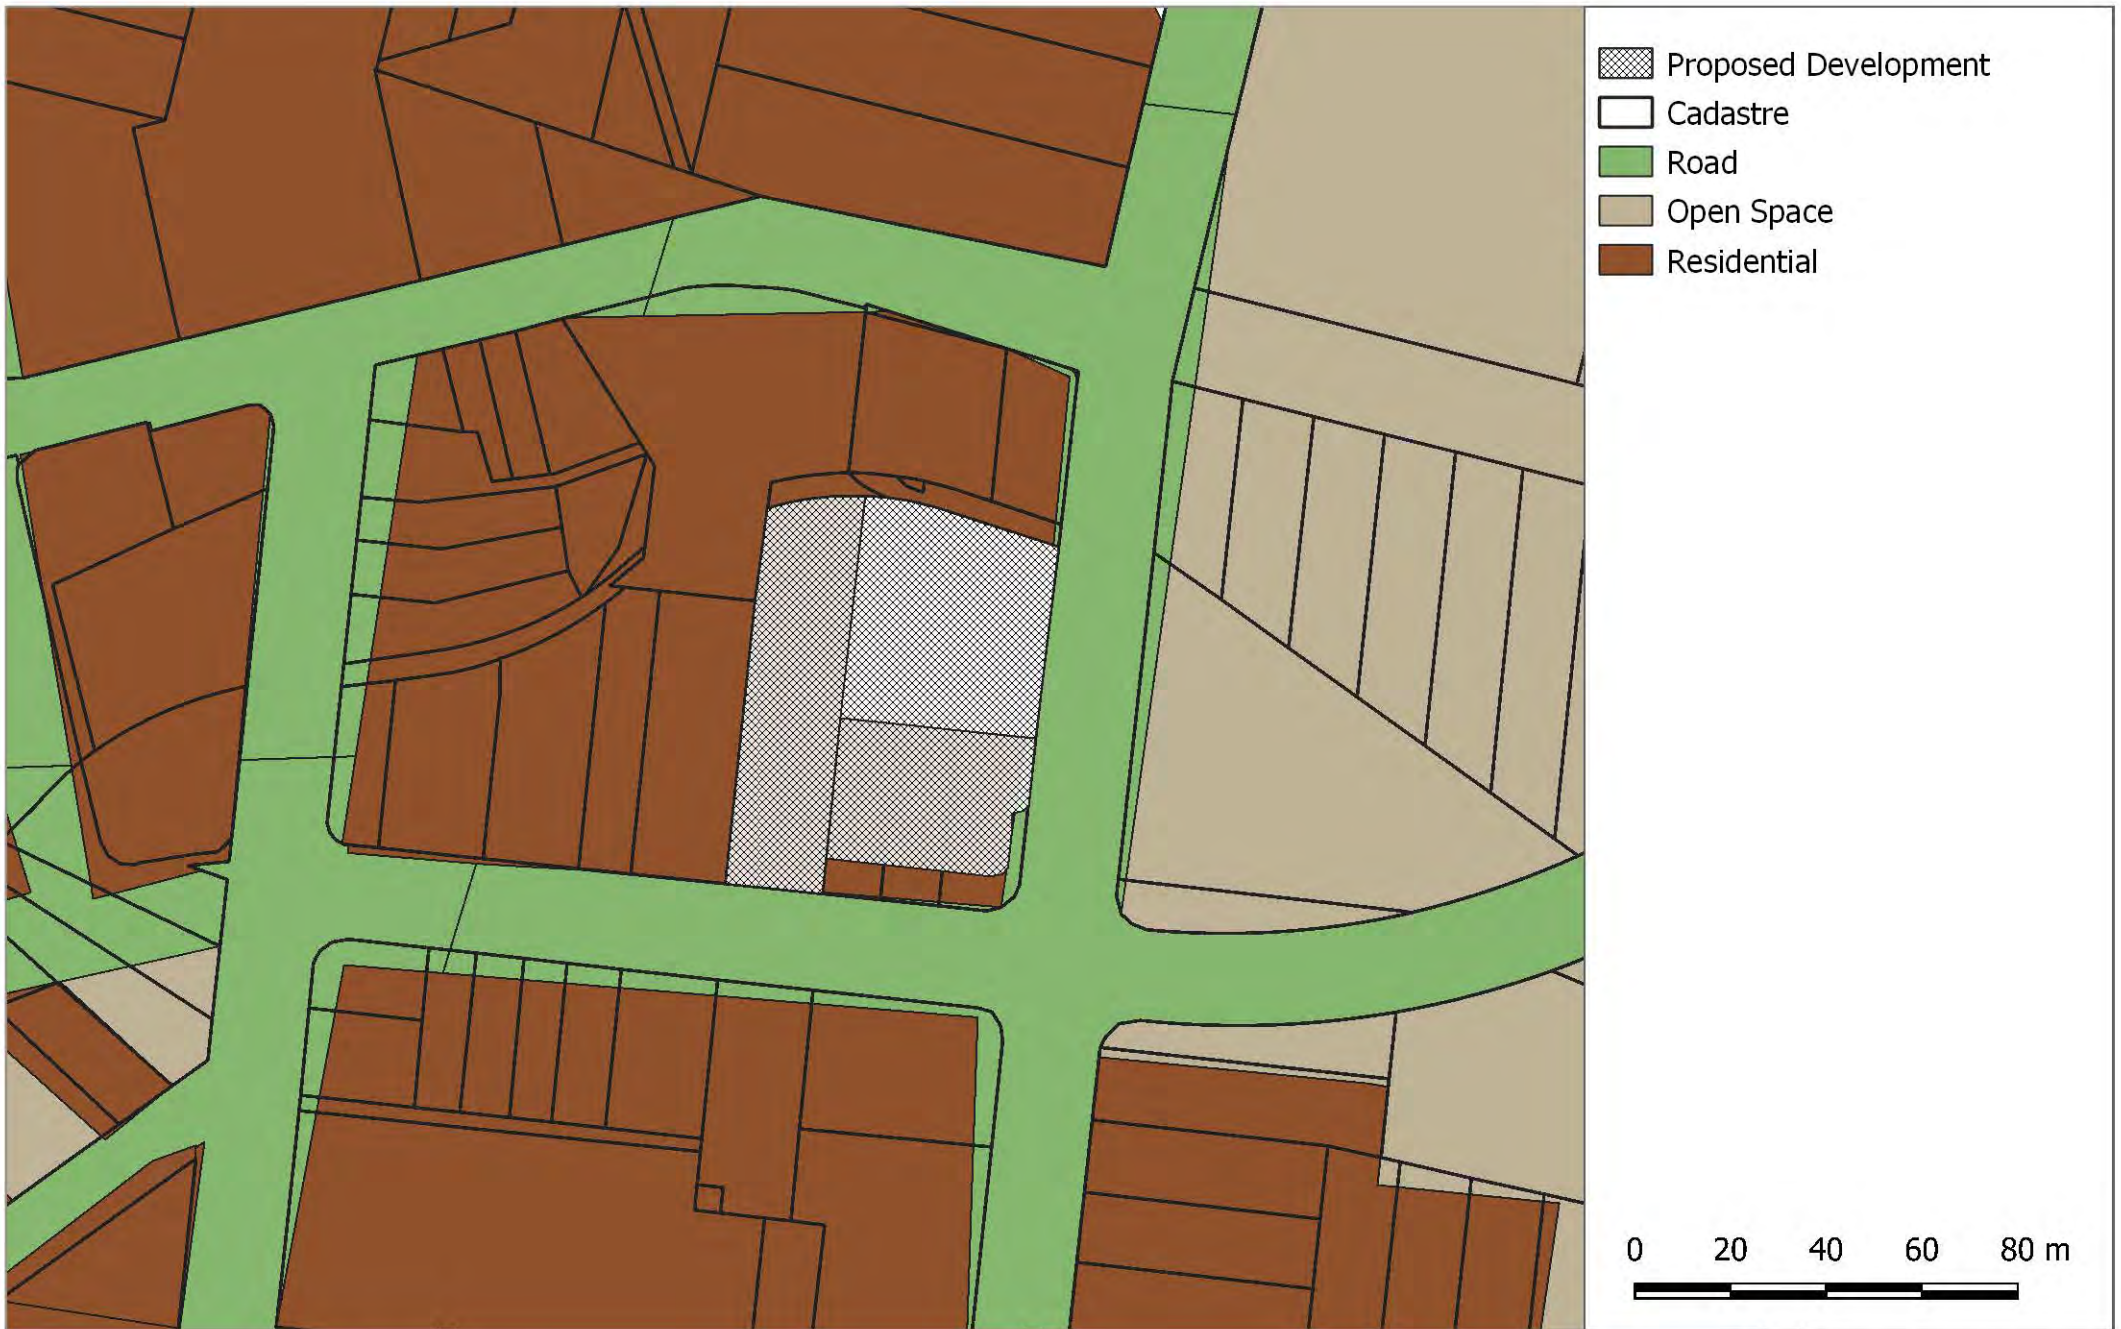 Proposed Development
Cadastre
Road
Open Space
Residential
0 20 40 60 80 m